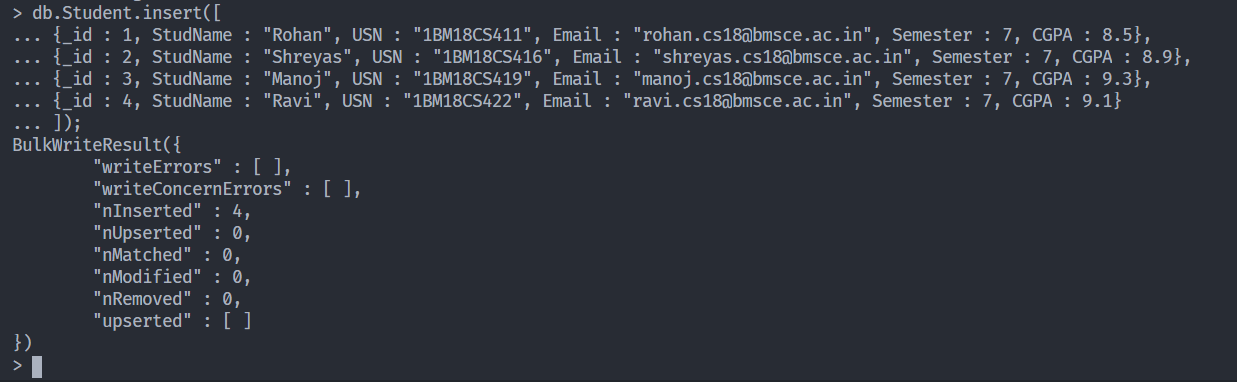 > db.Student.insert([
... {_id : 1, StudName : "Rohan", USN : "1BM18CS411", Email : "rohan.cs18@bmsce.ac.in", Semester : 7, CGPA : 8.5},
... {_id : 2, StudName : "Shreyas", USN : "1BM18CS416", Email : "shreyas.cs18@bmsce.ac.in", Semester : 7, CGPA : 8.9},
... {_id : 3, StudName : "Manoj", USN : "1BM18CS419", Email : "manoj.cs18@bmsce.ac.in", Semester : 7, CGPA : 9.3},
... {_id : 4, StudName : "Ravi", USN : "1BM18CS422", Email : "ravi.cs18@bmsce.ac.in", Semester : 7, CGPA : 9.1}
... ]);
BulkWriteResult({
        "writeErrors" : [ ],
        "writeConcernErrors" : [ ],
        "nInserted" : 4,
        "nUpserted" : 0,
        "nMatched" : 0,
        "nModified" : 0,
        "nRemoved" : 0,
        "upserted" : [ ]
})
>